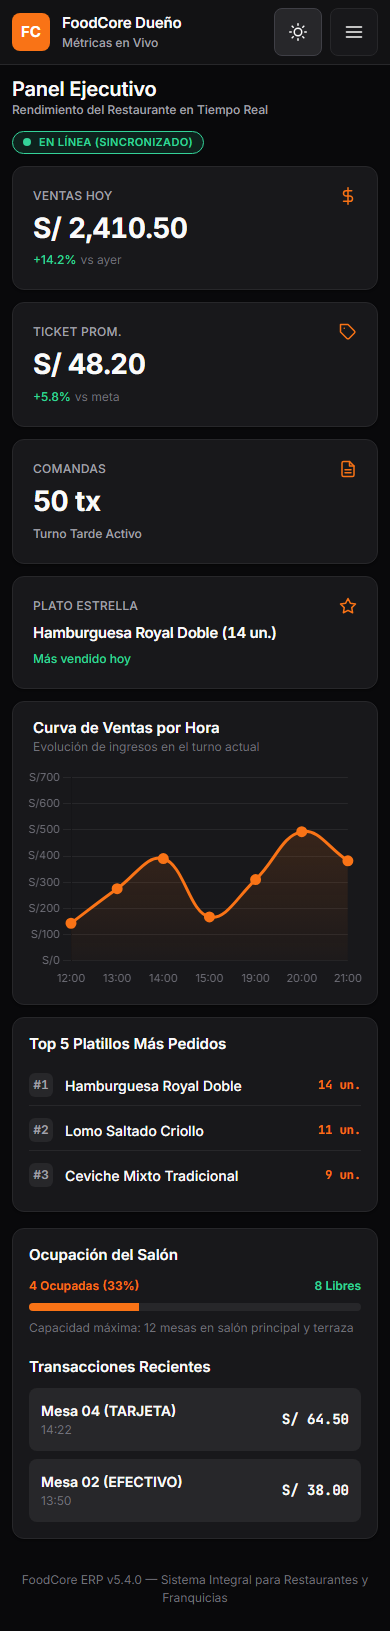 FC
FoodCore Dueño
Métricas en Vivo
Panel Ejecutivo
Rendimiento del Restaurante en Tiempo Real
EN LÍNEA (SINCRONIZADO)
VENTAS HOY
S/ 2,410.50
+14.2% vs ayer
TICKET PROM.
S/ 48.20
+5.8% vs meta
COMANDAS
50 tx
Turno Tarde Activo
PLATO ESTRELLA
Hamburguesa Royal Doble (14 un.)
Más vendido hoy
Curva de Ventas por Hora
Evolución de ingresos en el turno actual
S/700
S/600
S/500
S/400
S/300
S/200
S/100
S/0
12:00 13:00 14:00 15:00 19:00 20:00 21:00
Top 5 Platillos Más Pedidos
#1 Hamburguesa Royal Doble 14 un.
#2 Lomo Saltado Criollo 11 un.
#3 Ceviche Mixto Tradicional 9 un.
Ocupación del Salón
4 Ocupadas (33%) 8 Libres
Capacidad máxima: 12 mesas en salón principal y terraza
Transacciones Recientes
Mesa 04 (TARJETA) S/ 64.50
14:22
Mesa 02 (EFECTIVO) S/ 38.00
13:50
FoodCore ERP v5.4.0 — Sistema Integral para Restaurantes y
Franquicias